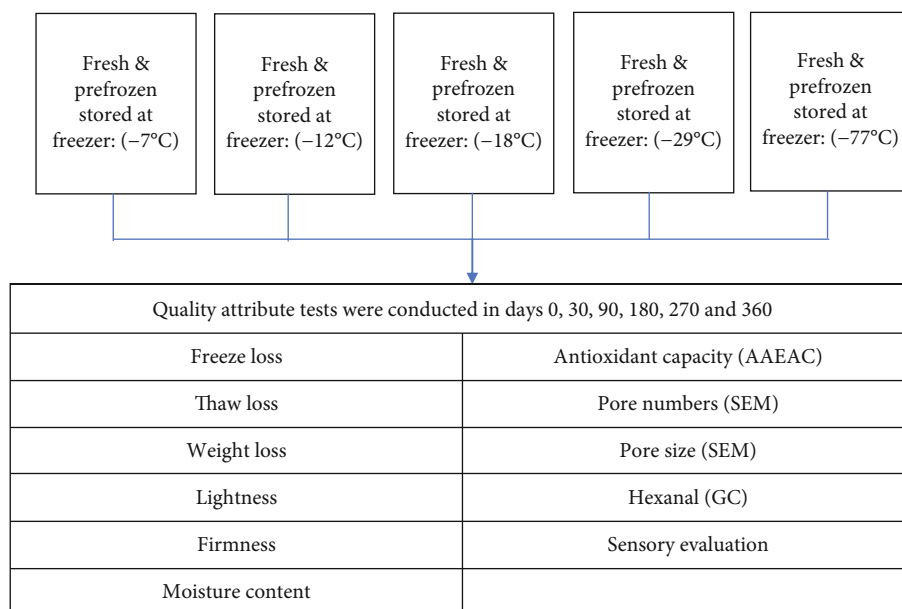 Fresh &
prefrozen
stored at
freezer: (−7°C)
Fresh &
prefrozen
stored at
freezer: (−12°C)
Fresh &
prefrozen
stored at
freezer: (−18°C)
Fresh &
prefrozen
stored at
freezer: (−29°C)
Fresh &
prefrozen
stored at
freezer: (−77°C)
Quality attribute tests were conducted in days 0, 30, 90, 180, 270 and 360
Freeze loss
Antioxidant capacity (AAEAC)
Thaw loss
Pore numbers (SEM)
Weight loss
Pore size (SEM)
Lightness
Hexanal (GC)
Firmness
Sensory evaluation
Moisture content